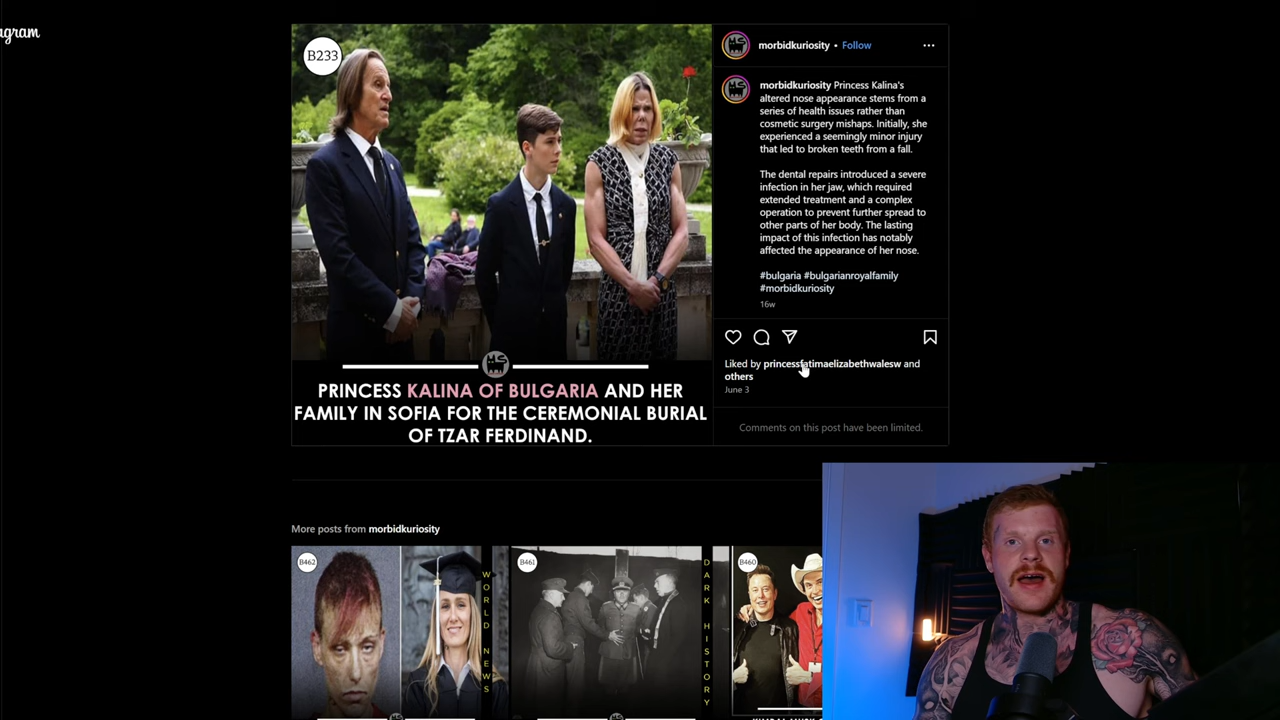 agram
B233
PRINCESS KALINA OF BULGARIA AND HER
FAMILY IN SOFIA FOR THE CEREMONIAL BURIAL
OF TZAR FERDINAND.
morbidkuriosity • Follow
morbidkuriosity Princess Kalina's
altered nose appearance stems from a
series of health issues rather than
cosmetic surgery mishaps. Initially, she
experienced a seemingly minor injury
that led to broken teeth from a fall.
The dental repairs introduced a severe
infection in her jaw, which required
extended treatment and a complex
operation to prevent further spread to
other parts of her body. The lasting
impact of this infection has notably
affected the appearance of her nose.
#bulgaria #bulgarianroyalfamily
#morbidkuriosity
16w
Liked by princessfatimaelizabethwalesw and
others
June 3
Comments on this post have been limited.
More posts from morbidkuriosity
B462
WORLD NEWS
B461
DARK HISTORY
B460